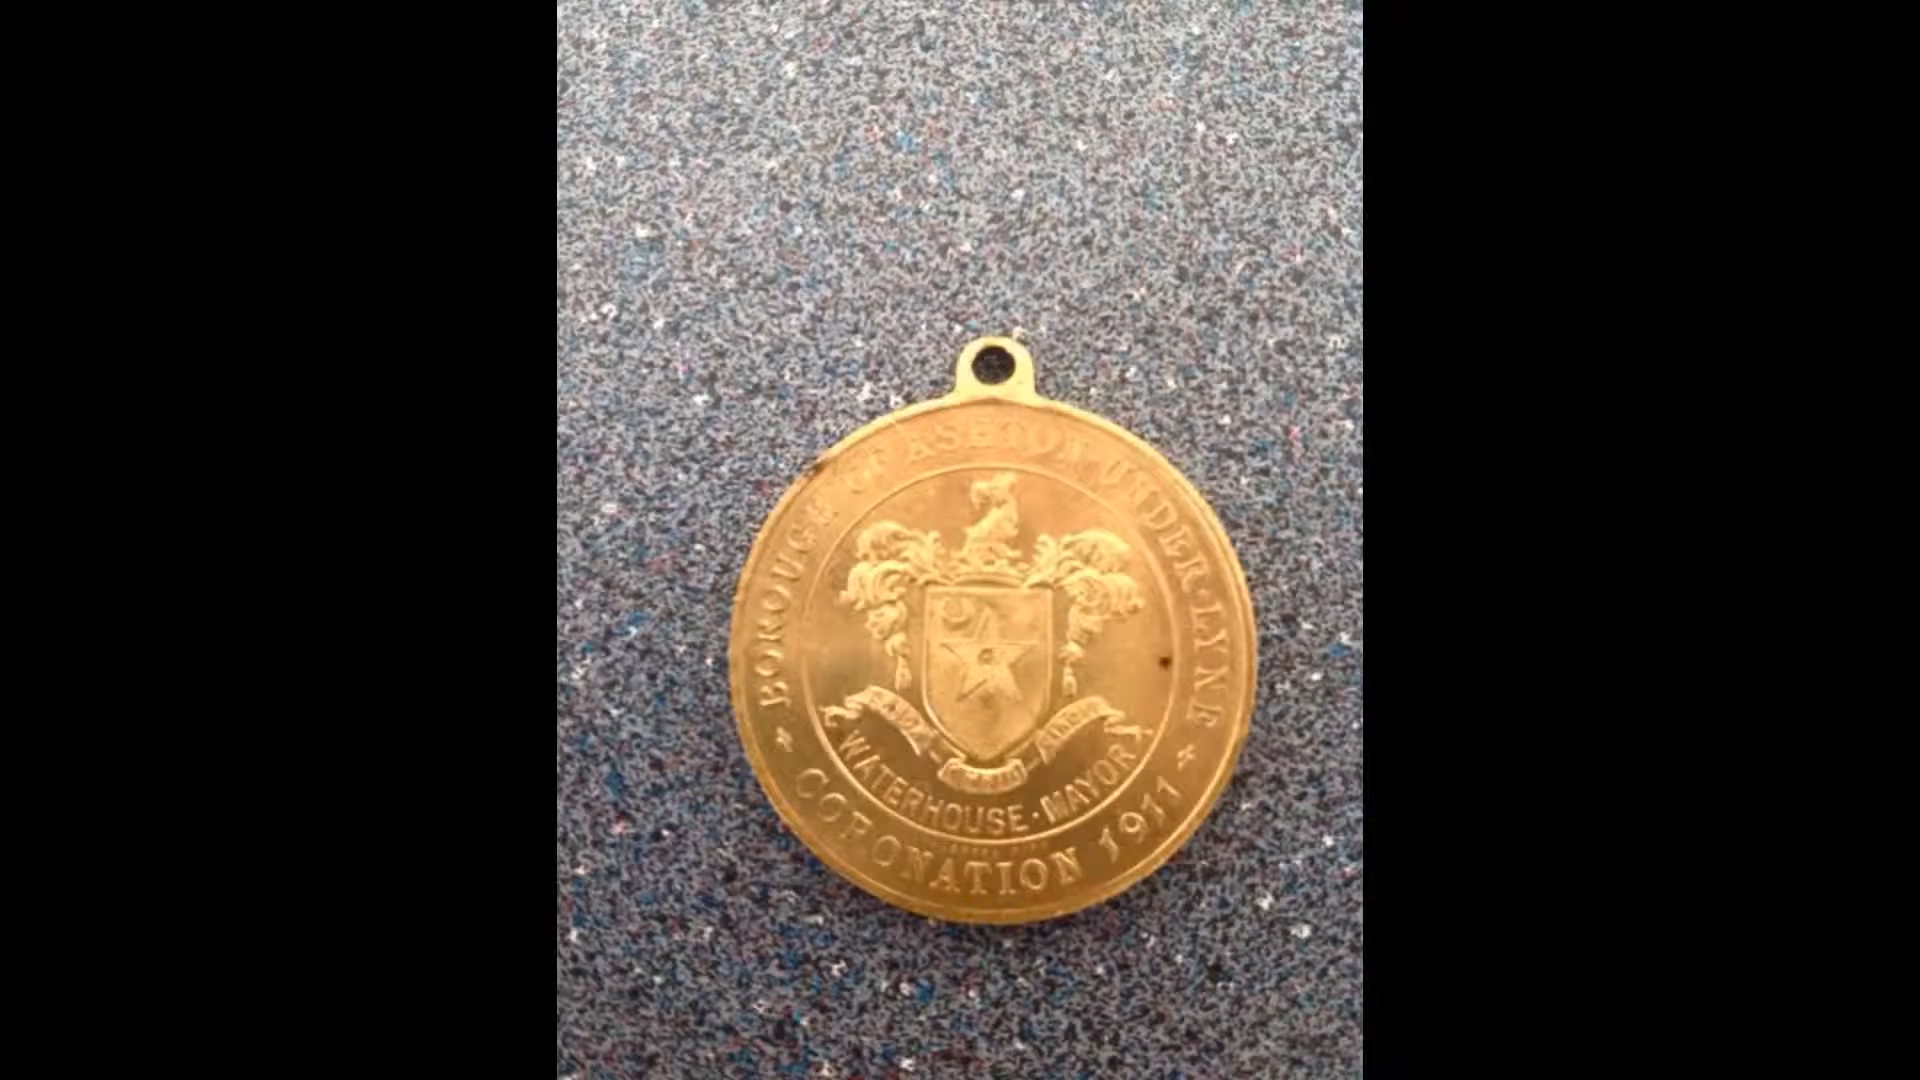 BOROUGH OF ASHTON UNDER·LYNE
WATERHOUSE · MAYOR
CORONATION 1911